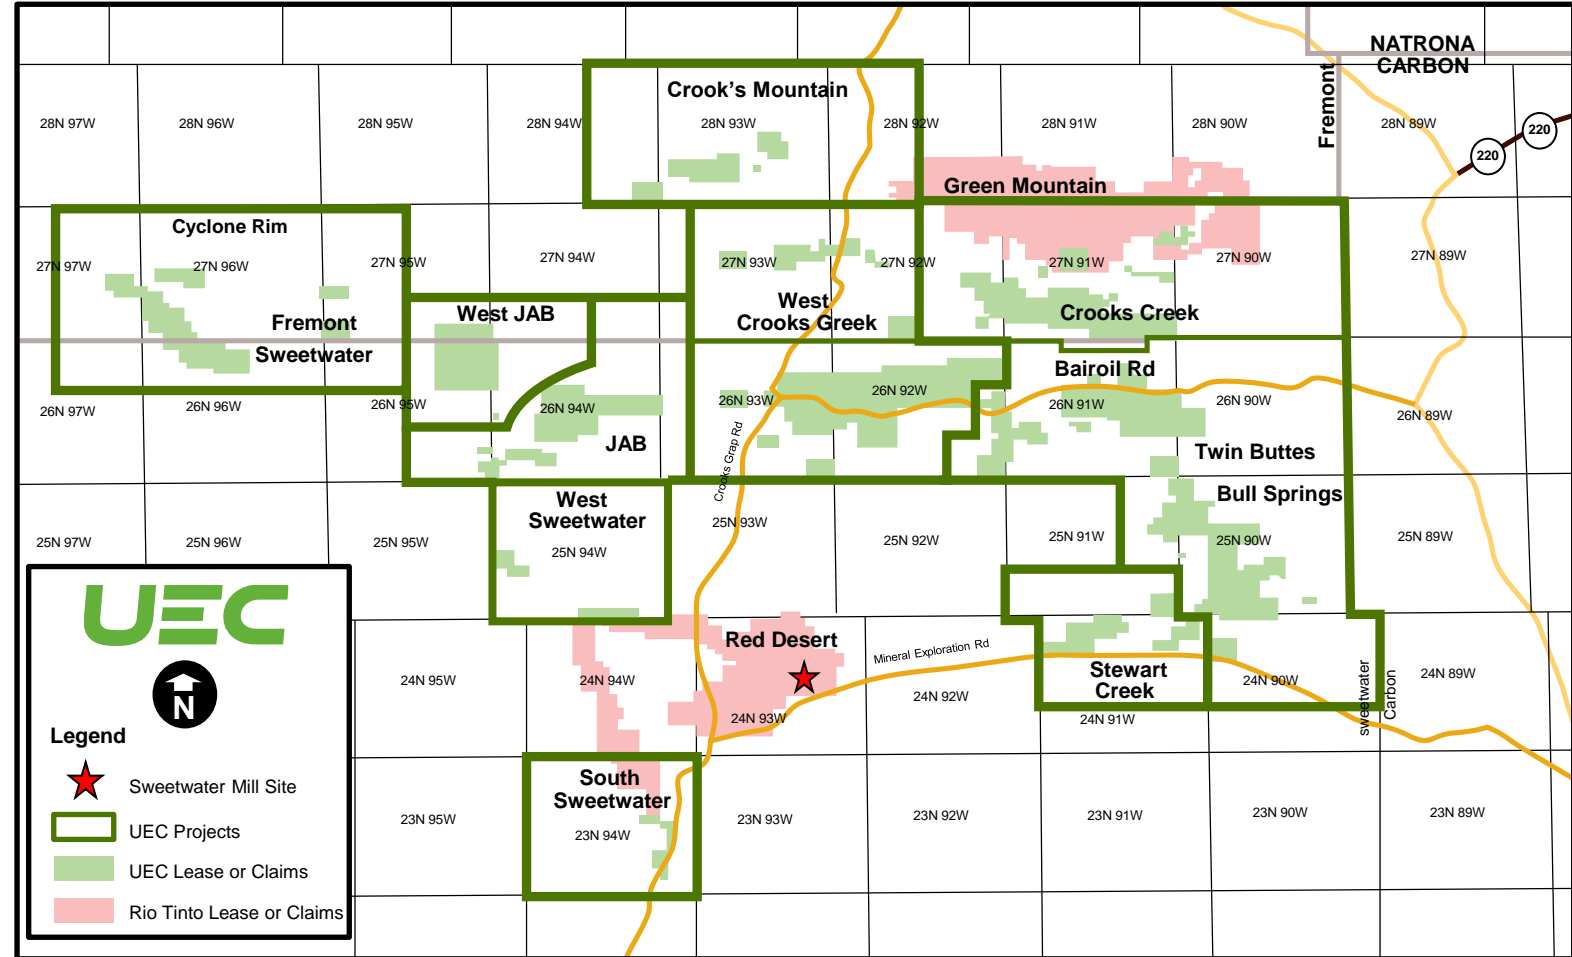 NATRONA
CARBON
Fremont
Crook's Mountain
28N 97W
28N 96W
28N 95W
28N 94W
28N 93W
28N 92W
28N 91W
28N 90W
28N 89W
220
220
Green Mountain
Cyclone Rim
27N 97W
27N 96W
27N 95W
27N 94W
27N 93W
27N 92W
27N 91W
27N 90W
27N 89W
West JAB
West
Crooks Greek
Crooks Creek
Fremont
Sweetwater
Bairoil Rd
26N 97W
26N 96W
26N 95W
26N 94W
26N 93W
26N 92W
26N 91W
26N 90W
26N 89W
JAB
Crooks Grap Rd
Twin Buttes
Bull Springs
West
Sweetwater
25N 97W
25N 96W
25N 95W
25N 94W
25N 93W
25N 92W
25N 91W
25N 90W
25N 89W
UEC
N
Red Desert
Mineral Exploration Rd
Stewart
Creek
24N 95W
24N 94W
24N 93W
24N 92W
24N 91W
24N 90W
24N 89W
sweetwater
Carbon
South
Sweetwater
23N 95W
23N 94W
23N 93W
23N 92W
23N 91W
23N 90W
23N 89W
Legend
Sweetwater Mill Site
UEC Projects
UEC Lease or Claims
Rio Tinto Lease or Claims